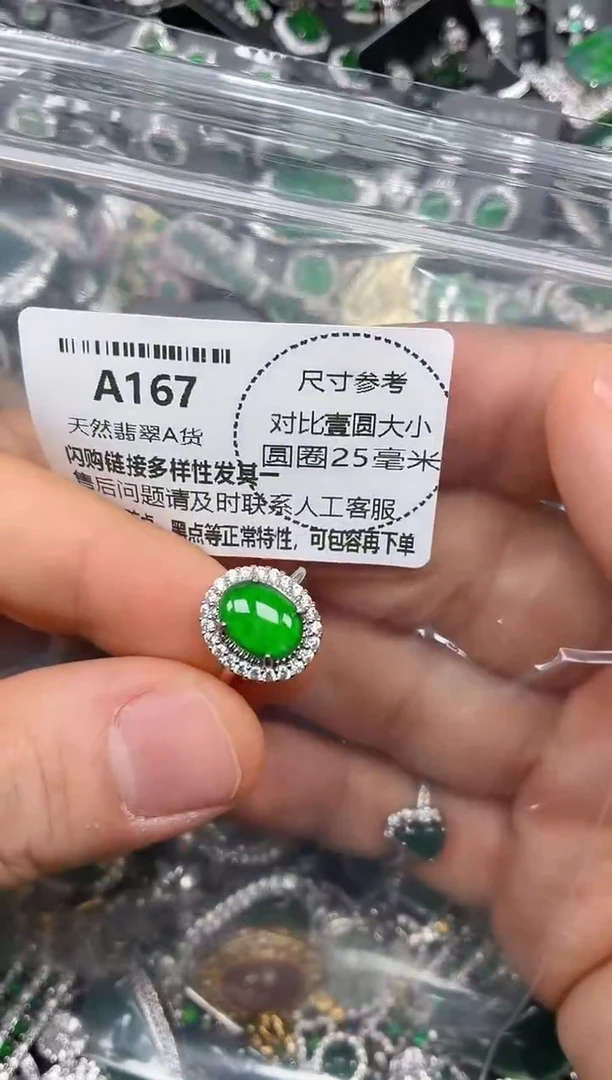 A167
天然翡翠A货
尺寸参考
对比壹圆大小
圆圈25毫米
闪购链接多样性发其一
售后问题请及时联系人工客服
点、黑点等正常特性，可包容再下单